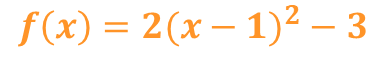 f(x) = 2(x − 1)² − 3